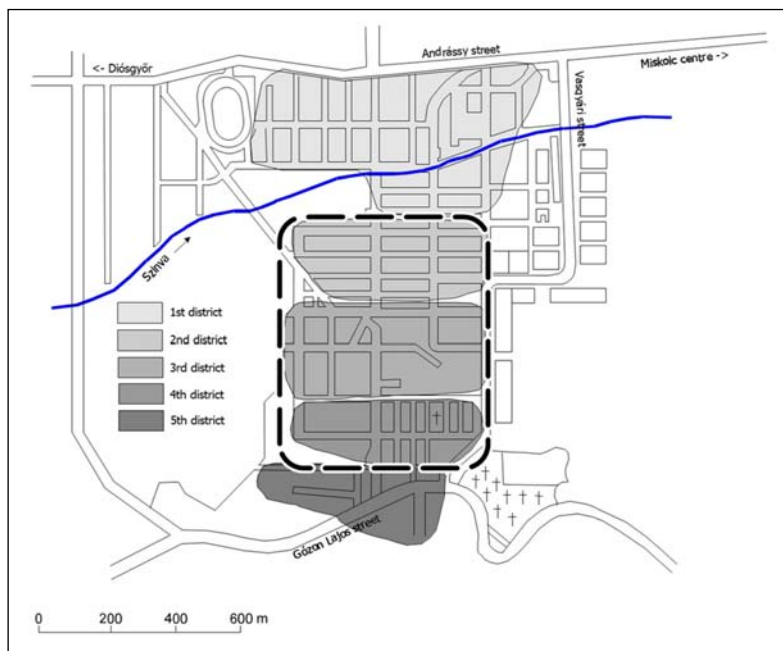 Andrássy street
<- Diósgyőr
Miskolc centre ->
Vasgyári street
Szinva
1st district
2nd district
3rd district
4th district
5th district
Gózon Lajos street
0 200 400 600 m